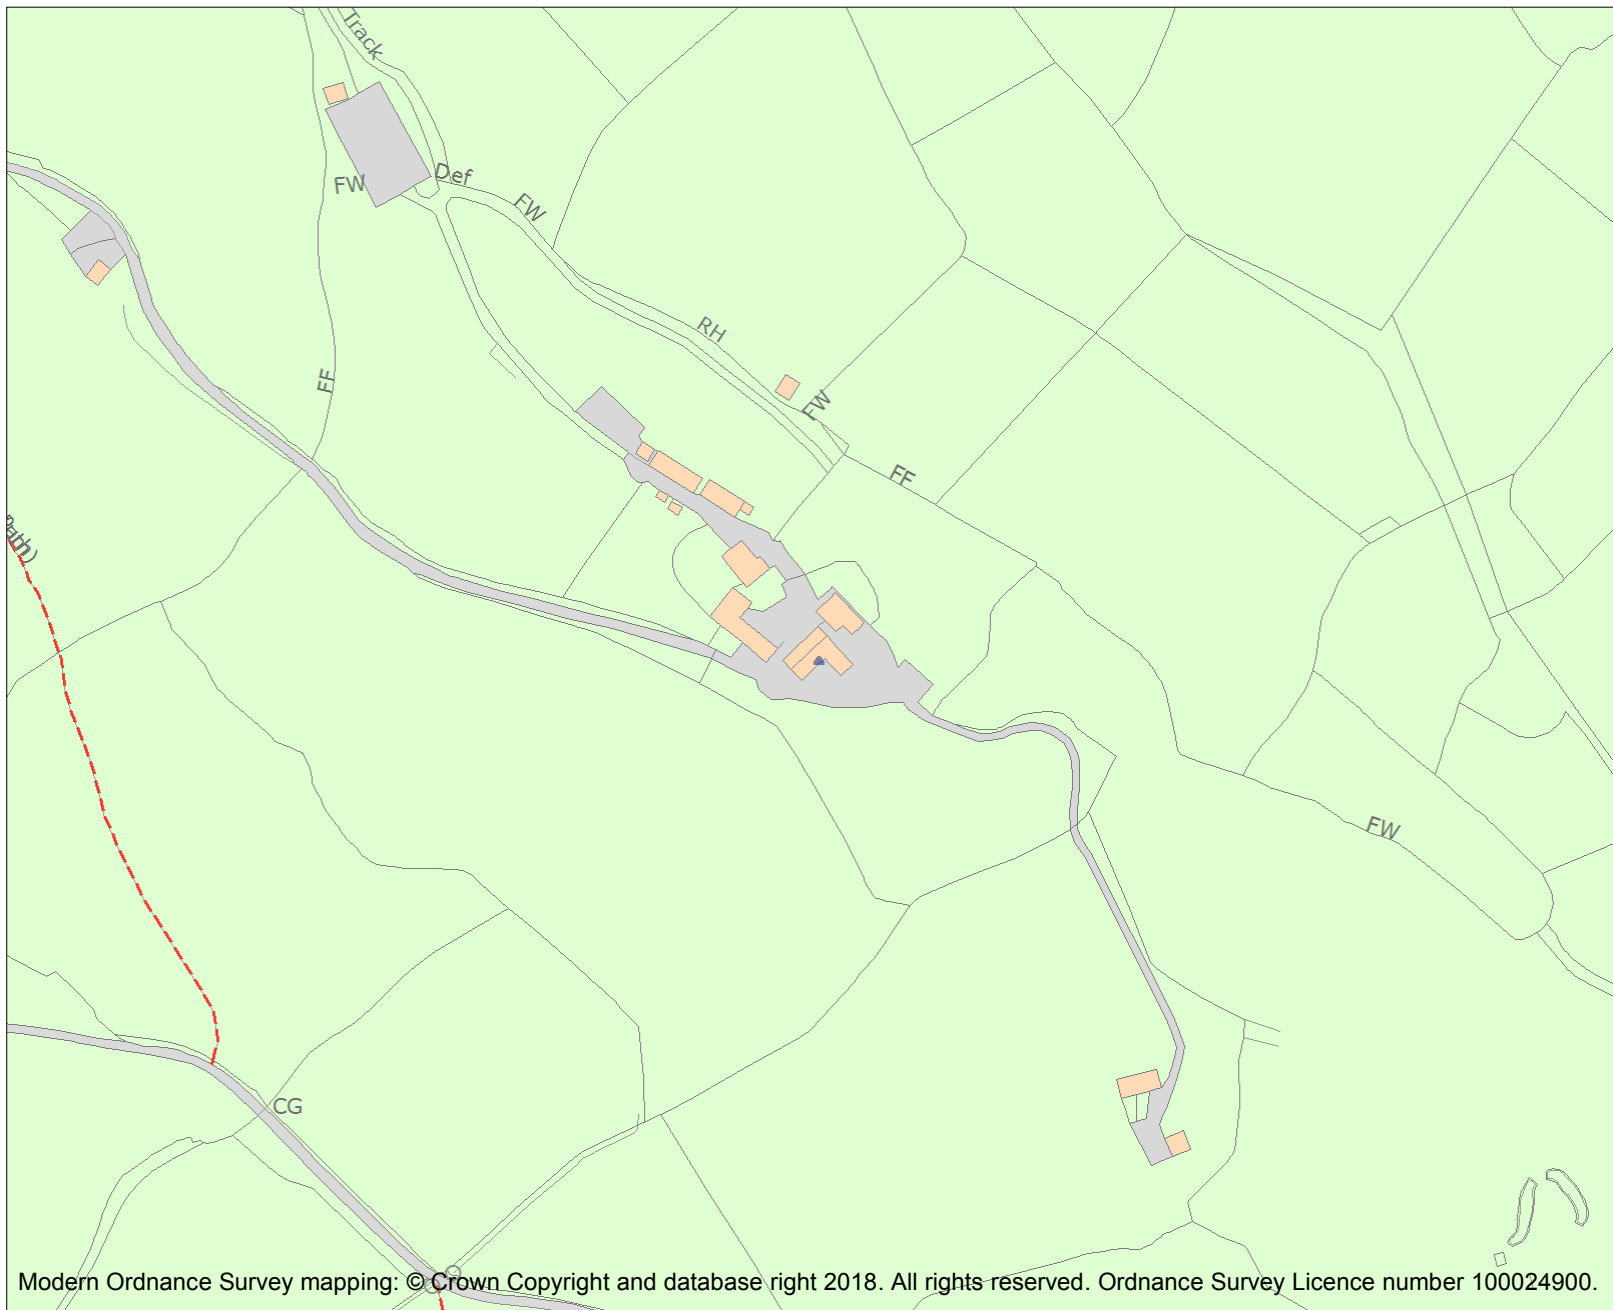 Track
FW
Def
FW
RH
FW
FF
FF
FW
CG
Modern Ordnance Survey mapping: © Crown Copyright and database right 2018. All rights reserved. Ordnance Survey Licence number 100024900.